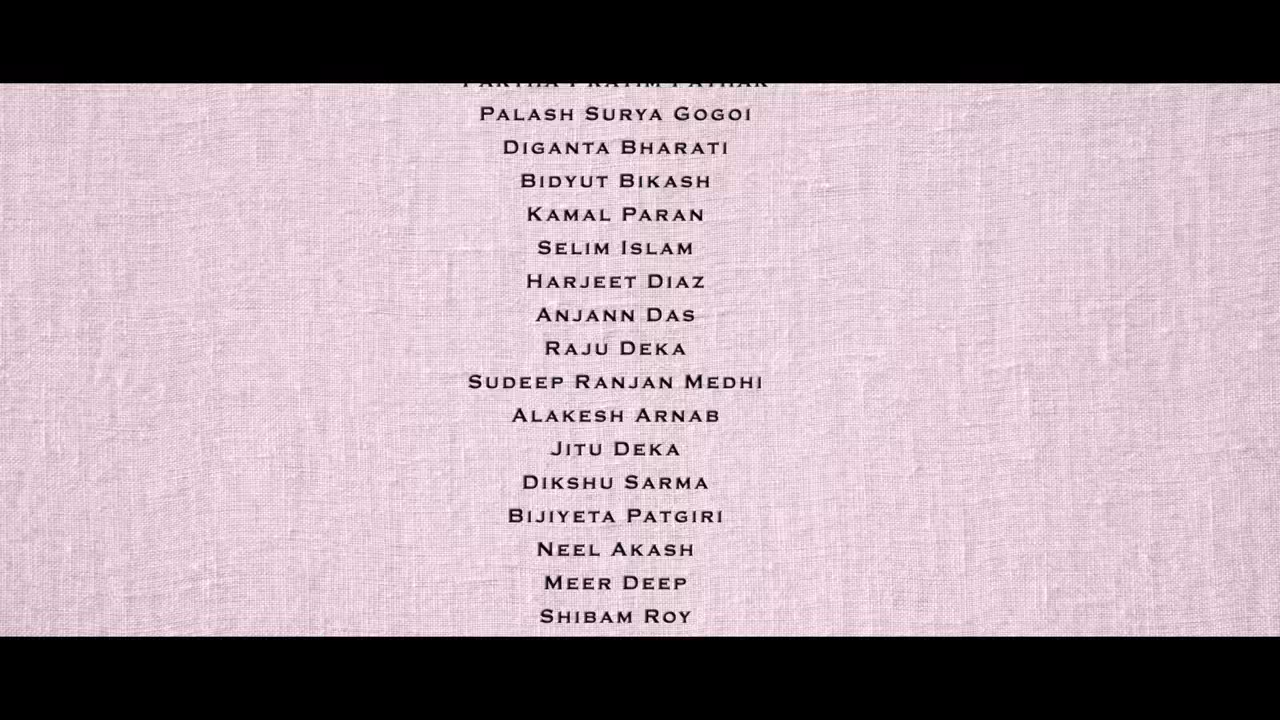 Palash Surya Gogoi
Diganta Bharati
Bidyut Bikash
Kamal Paran
Selim Islam
Harjeet Diaz
Anjann Das
Raju Deka
Sudeep Ranjan Medhi
Alakesh Arnab
Jitu Deka
Dikshu Sarma
Bijiyeta Patgiri
Neel Akash
Meer Deep
Shibam Roy